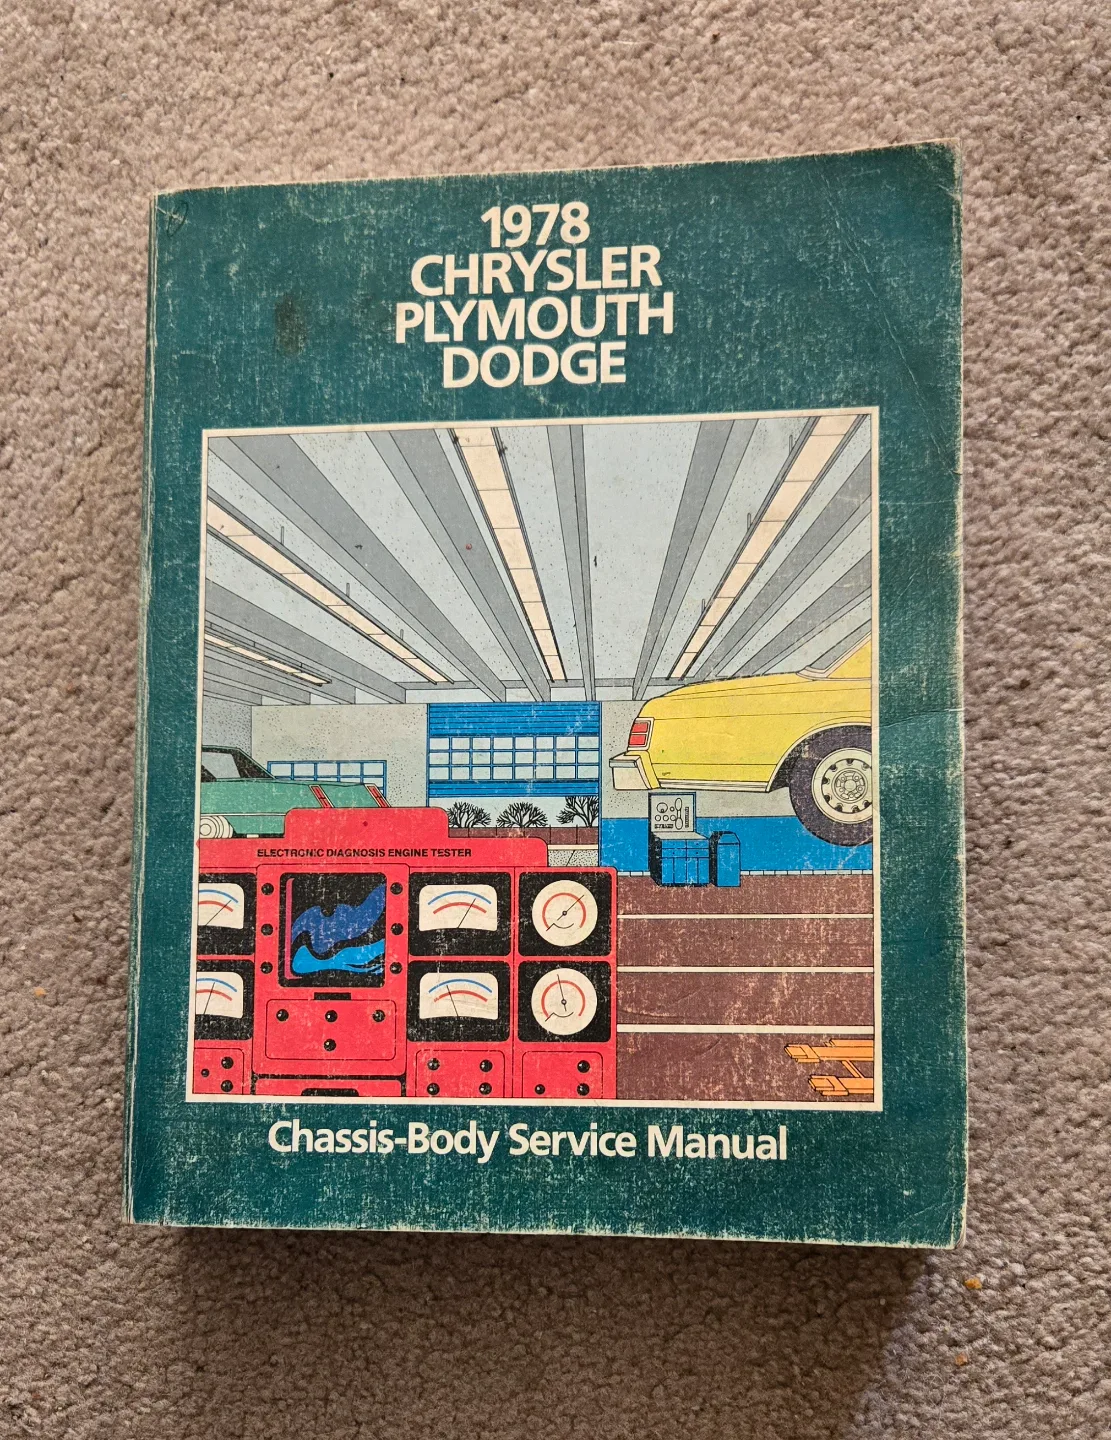 1978
CHRYSLER
PLYMOUTH
DODGE
ELECTRONIC DIAGNOSIS ENGINE TESTER
Chassis-Body Service Manual